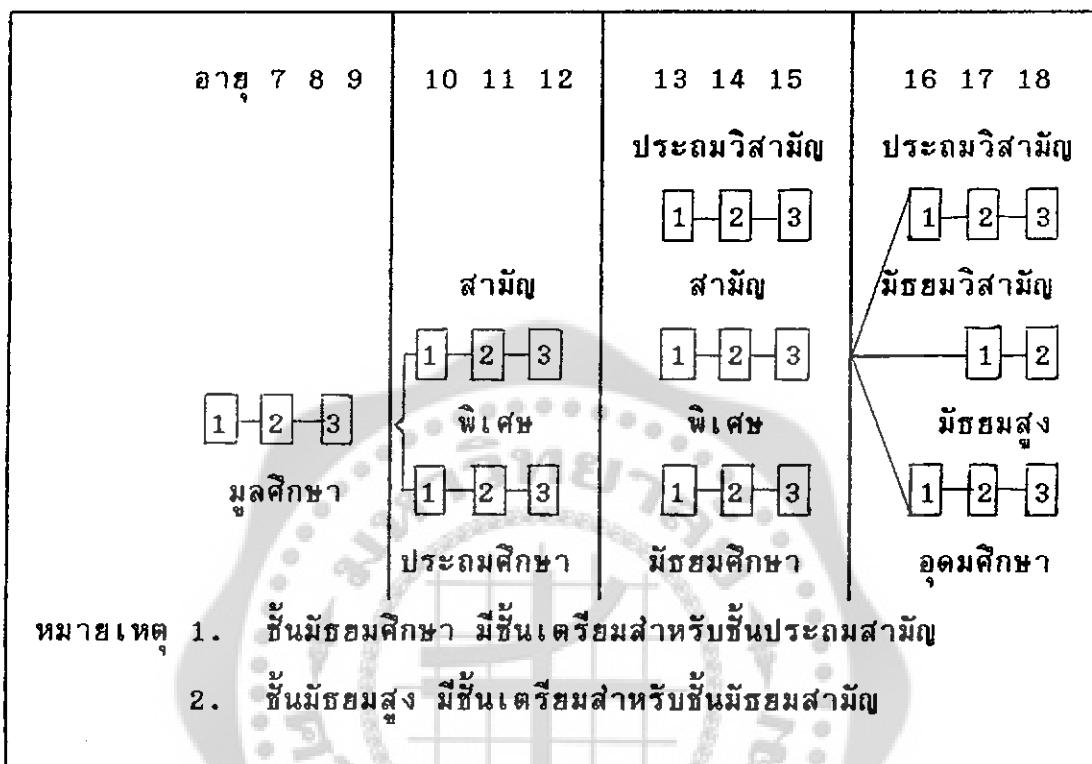 อายุ 7 8 9 10 11 12 13 14 15 16 17 18
ประถมวิสามัญ ประถมวิสามัญ
1 2 3 1 2 3
สามัญ สามัญ มัธยมวิสามัญ
1 2 3 1 2 3 1 2
1 2 3 พิเศษ พิเศษ มัธยมสูง
มูลศึกษา 1 2 3 1 2 3 1 2 3
ประถมศึกษา มัธยมศึกษา อุดมศึกษา
หมายเหตุ 1. ชั้นมัธยมศึกษา มีชั้นเตรียมสำหรับชั้นประถมสามัญ
2. ชั้นมัธยมสูง มีชั้นเตรียมสำหรับชั้นมัธยมสามัญ